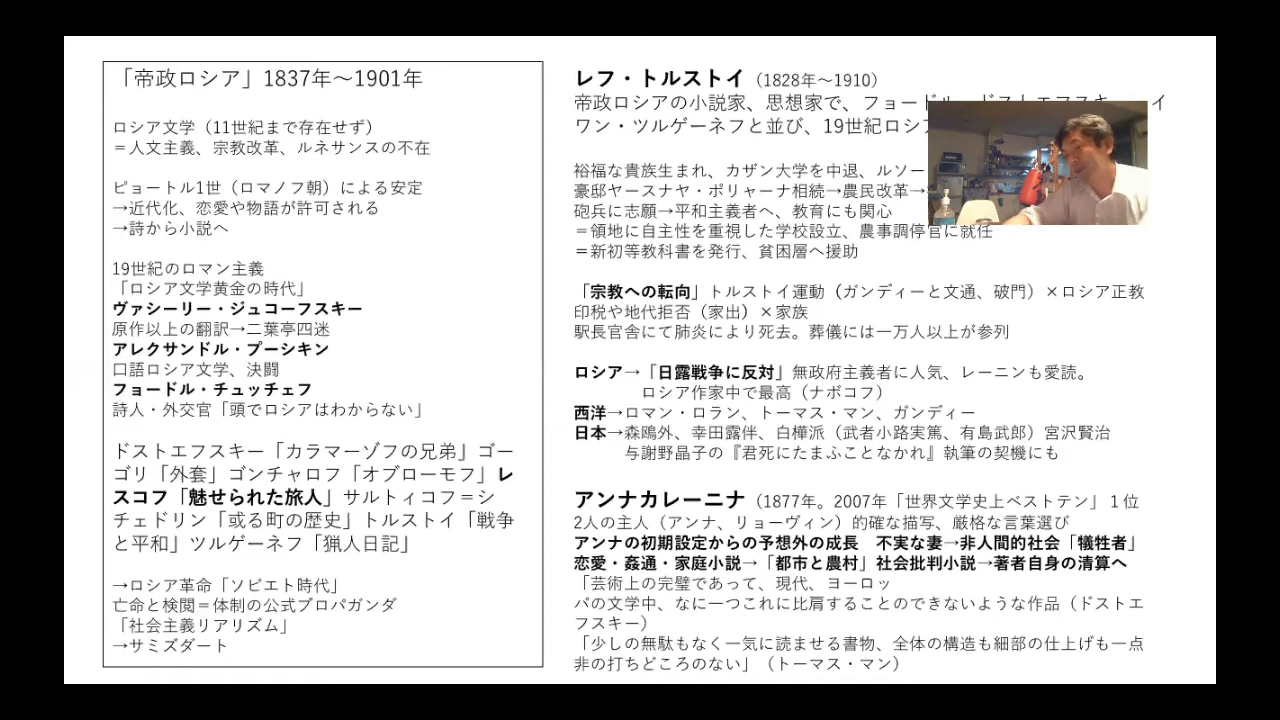 「帝政ロシア」1837年～1901年
ロシア文学（11世紀まで存在せず）
＝人文主義、宗教改革、ルネサンスの不在
ピョートル1世（ロマノフ朝）による安定
→近代化、恋愛や物語が許可される
→詩から小説へ
19世紀のロマン主義
「ロシア文学黄金の時代」
ヴァシーリー・ジュコーフスキー
原作以上の翻訳→二葉亭四迷
アレクサンドル・プーシキン
口語ロシア文学、決闘
フョードル・チュッチェフ
詩人・外交官「頭でロシアはわからない」
ドストエフスキー「カラマーゾフの兄弟」ゴー
ゴリ「外套」ゴンチャロフ「オブローモフ」レ
スコフ「魅せられた旅人」サルトィコフ＝シ
チェドリン「或る町の歴史」トルストイ「戦争
と平和」ツルゲーネフ「猟人日記」
→ロシア革命「ソビエト時代」
亡命と検閲＝体制の公式プロパガンダ
「社会主義リアリズム」
→サミズダート
レフ・トルストイ（1828年～1910）
帝政ロシアの小説家、思想家で、フョードル・ドストエフスキー、イ
ワン・ツルゲーネフと並び、19世紀ロシ
裕福な貴族生まれ、カザン大学を中退、ルソー
豪邸ヤースナヤ・ポリャーナ相続→農民改革→
砲兵に志願→平和主義者へ、教育にも関心
＝領地に自主性を重視した学校設立、農事調停官に就任
＝新初等教科書を発行、貧困層へ援助
「宗教への転向」トルストイ運動（ガンディーと文通、破門）×ロシア正教
印税や地代拒否（家出）×家族
駅長官舎にて肺炎により死去。葬儀には一万人以上が参列
ロシア→「日露戦争に反対」無政府主義者に人気、レーニンも愛読。
ロシア作家中で最高（ナボコフ）
西洋→ロマン・ロラン、トーマス・マン、ガンディー
日本→森鴎外、幸田露伴、白樺派（武者小路実篤、有島武郎）宮沢賢治
与謝野晶子の『君死にたまふことなかれ』執筆の契機にも
アンナカレーニナ（1877年。2007年「世界文学史上ベストテン」１位
2人の主人（アンナ、リョーヴィン）的確な描写、厳格な言葉選び
アンナの初期設定からの予想外の成長　不実な妻→非人間的社会「犠牲者」
恋愛・姦通・家庭小説→「都市と農村」社会批判小説→著者自身の清算へ
「芸術上の完璧であって、現代、ヨーロッ
パの文学中、なに一つこれに比肩することのできないような作品（ドストエ
フスキー）
「少しの無駄もなく一気に読ませる書物、全体の構造も細部の仕上げも一点
非の打ちどころのない」（トーマス・マン）